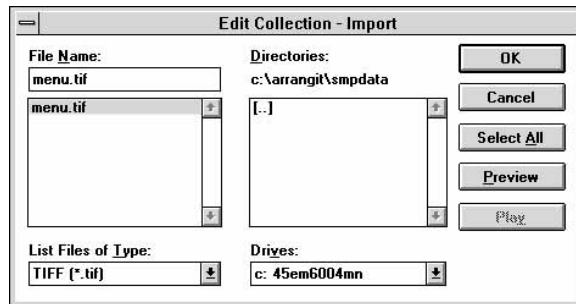 Edit Collection - Import
File Name:
menu.tif
menu.tif
List Files of Type:
TIFF (*.tif)
Directories:
c:\arrangit\smpdata
[..]
Drives:
c: 45em6004mn
OK
Cancel
Select All
Preview
Play